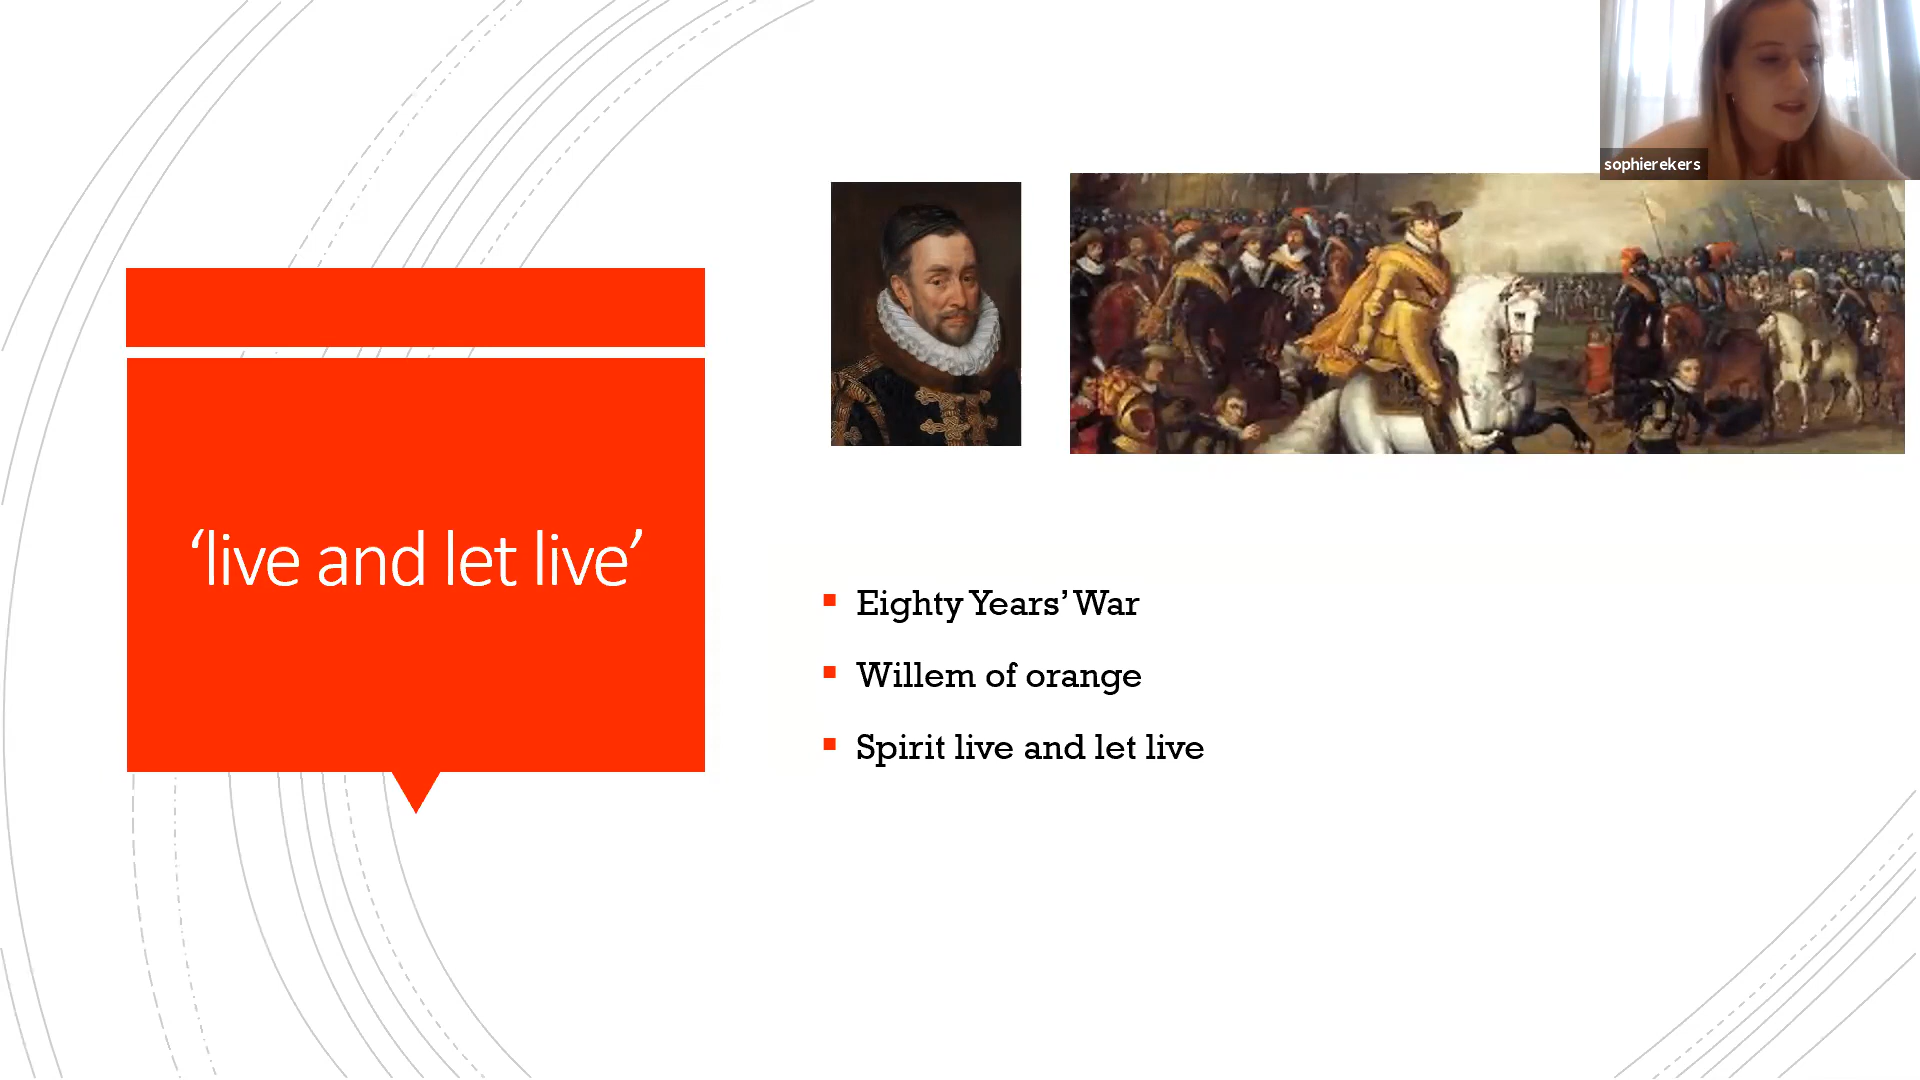 sophierekers
‘live and let live’
Eighty Years’ War
Willem of orange
Spirit live and let live